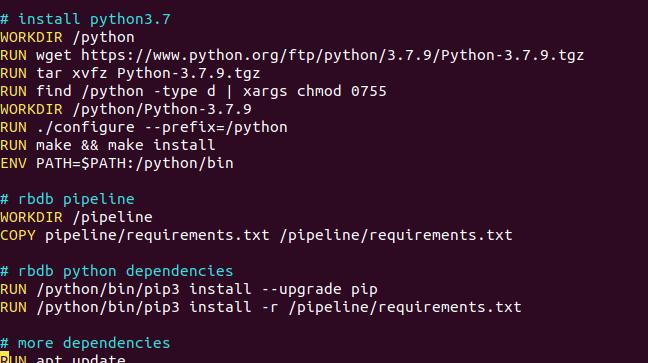 # install python3.7
WORKDIR /python
RUN wget https://www.python.org/ftp/python/3.7.9/Python-3.7.9.tgz
RUN tar xvfz Python-3.7.9.tgz
RUN find /python -type d | xargs chmod 0755
WORKDIR /python/Python-3.7.9
RUN ./configure --prefix=/python
RUN make && make install
ENV PATH=$PATH:/python/bin
# rbdb pipeline
WORKDIR /pipeline
COPY pipeline/requirements.txt /pipeline/requirements.txt
# rbdb python dependencies
RUN /python/bin/pip3 install --upgrade pip
RUN /python/bin/pip3 install -r /pipeline/requirements.txt
# more dependencies
RUN apt update